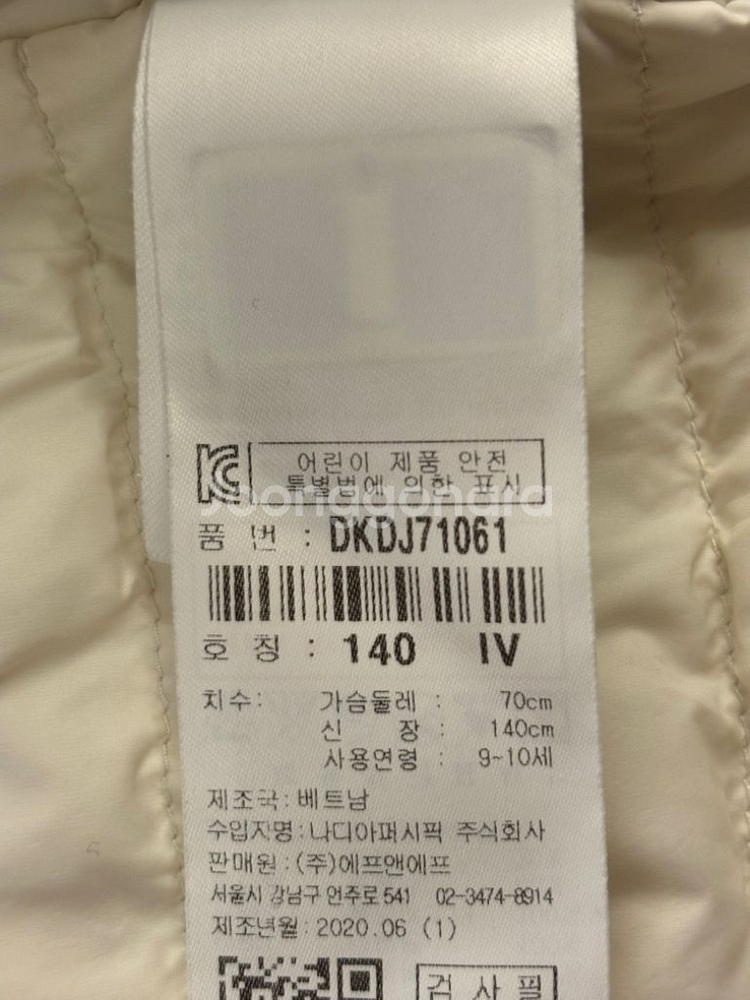 KC 어린이 제품 안전
특별법에 의한 표시
Joongonara
품 번 : DKDJ71061
호 칭 : 140 IV
치수: 가슴둘레 : 70cm
신 장 : 140cm
사용연령 : 9~10세
제조국: 베트남
수입자명: 나디아퍼시픽 주식회사
판매원 : (주)에프앤에프
서울시 강남구 언주로 541 02-3474-8914
제조년월: 2020.06 (1)
검사필